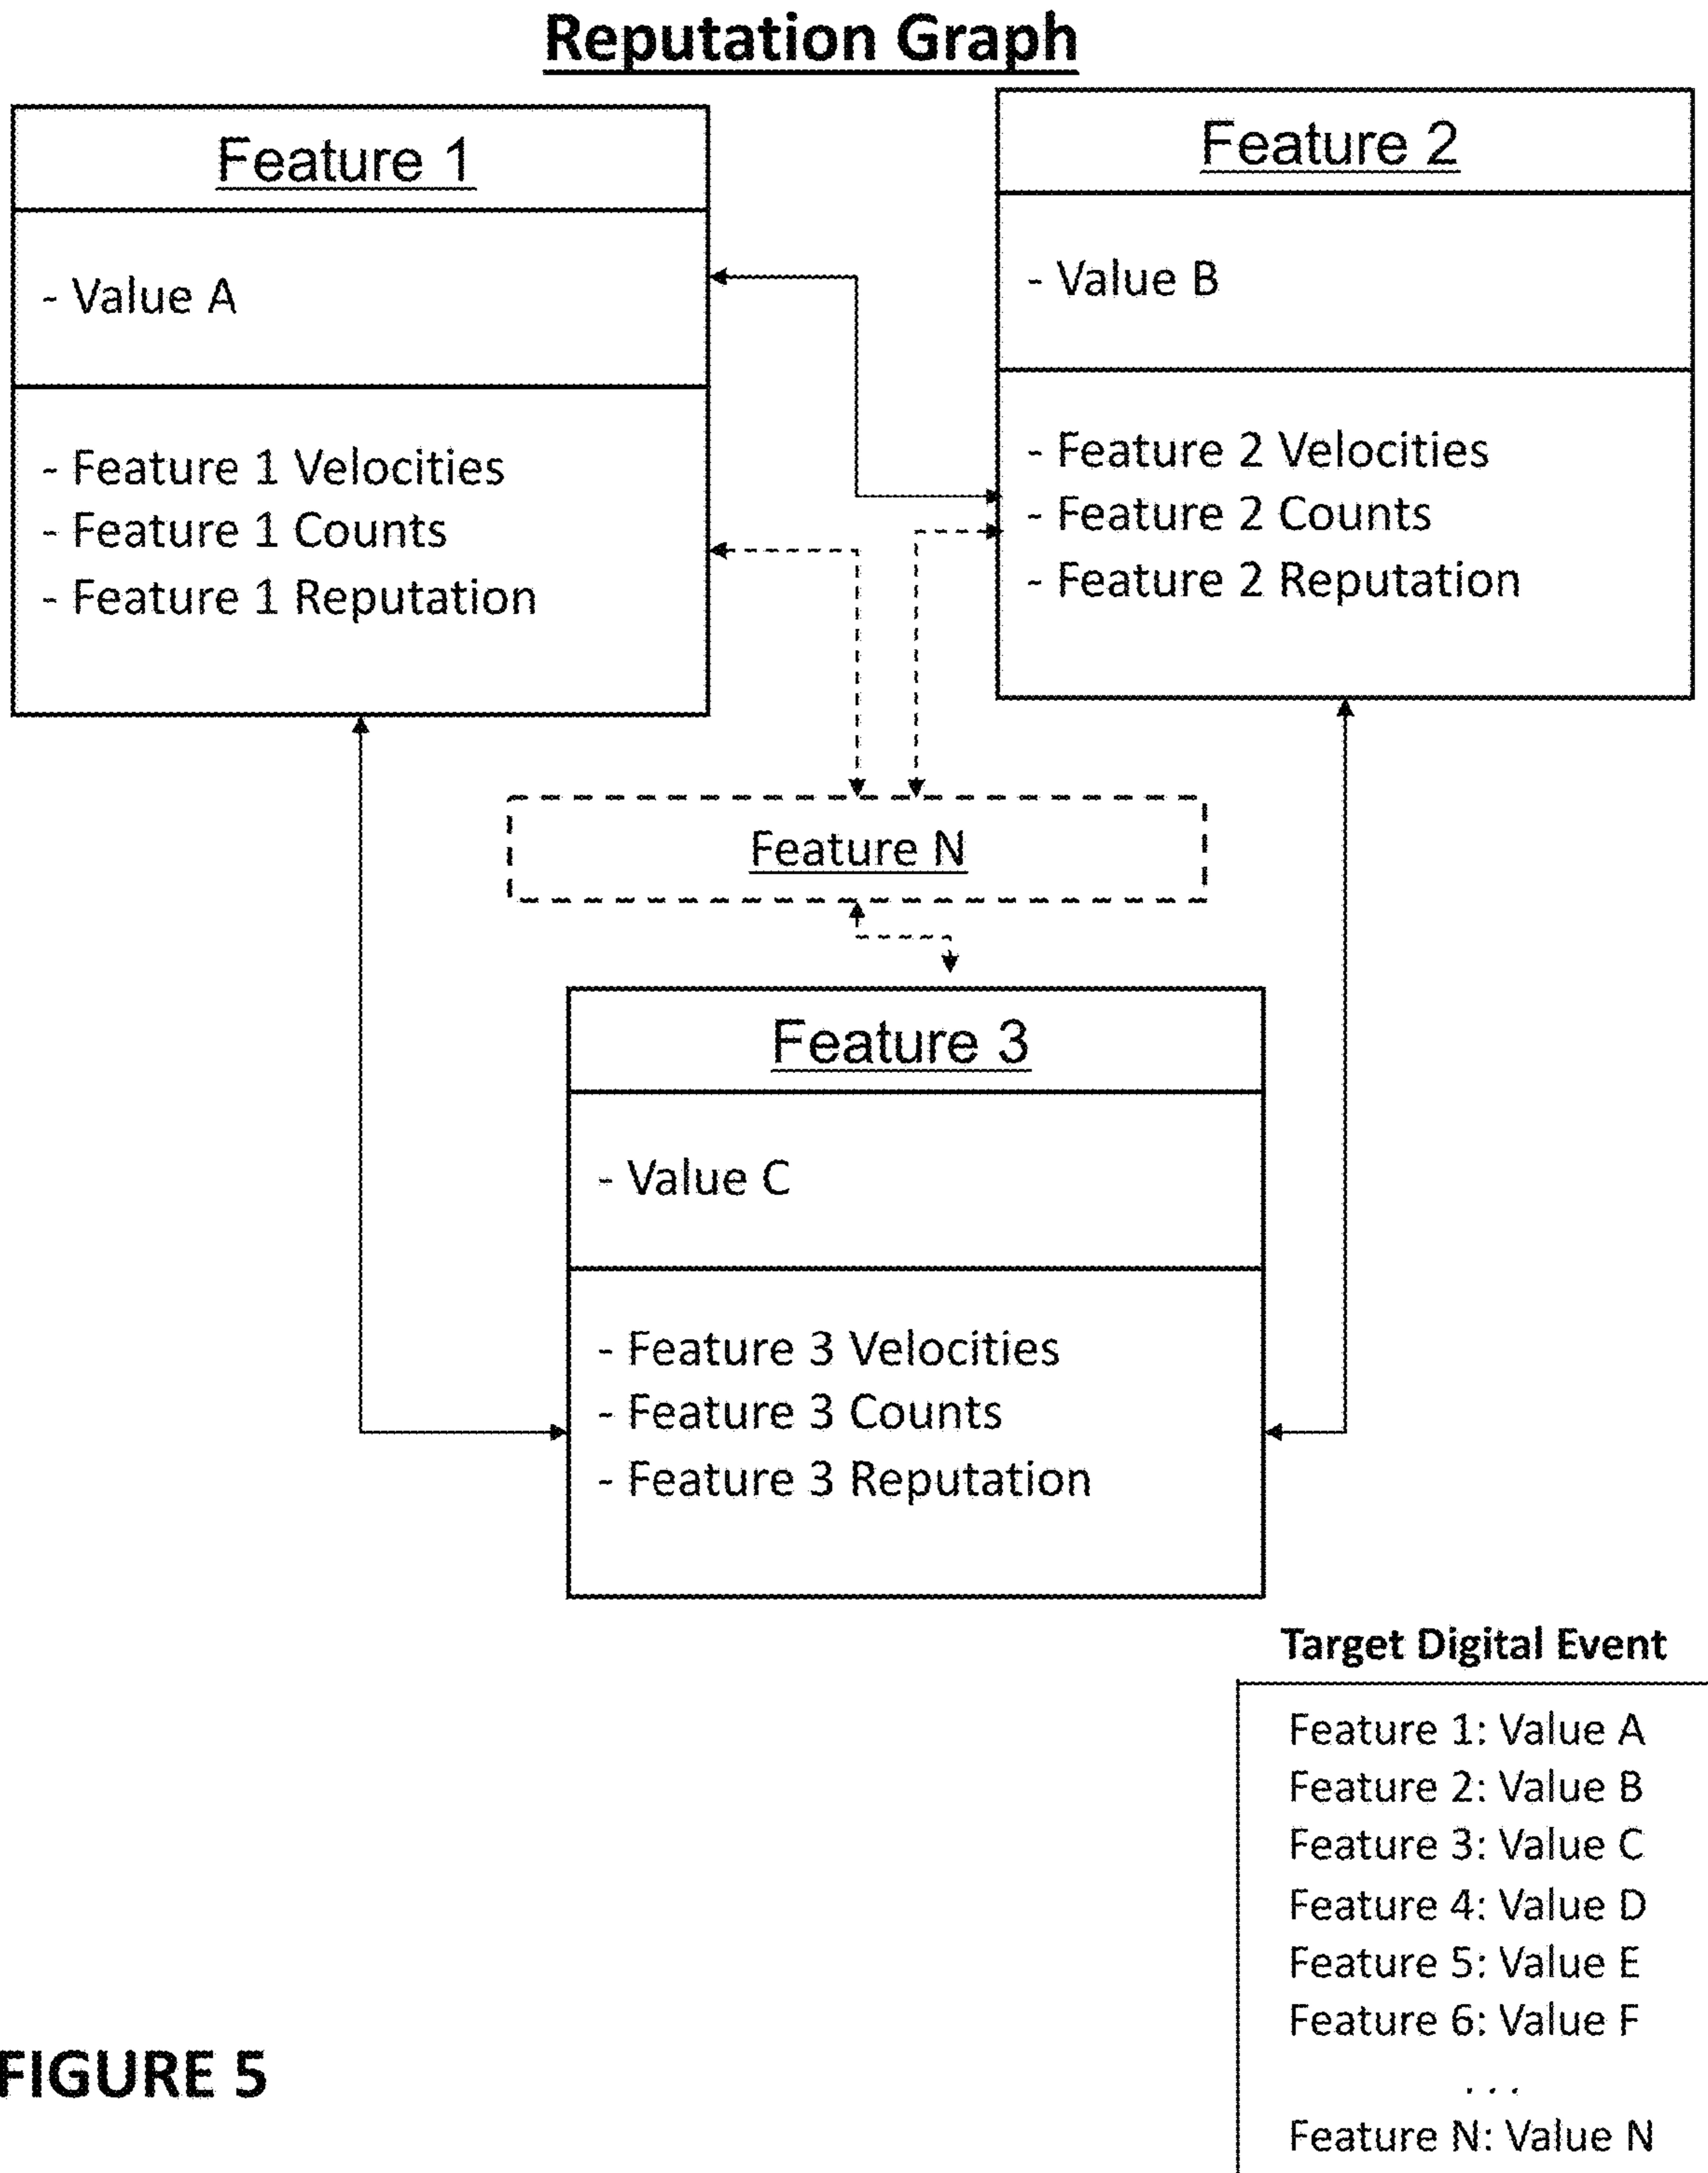 Reputation Graph
Feature 1
- Value A
- Feature 1 Velocities
- Feature 1 Counts
- Feature 1 Reputation
Feature 2
- Value B
- Feature 2 Velocities
- Feature 2 Counts
- Feature 2 Reputation
Feature N
Feature 3
- Value C
- Feature 3 Velocities
- Feature 3 Counts
- Feature 3 Reputation
Target Digital Event
Feature 1: Value A
Feature 2: Value B
Feature 3: Value C
Feature 4: Value D
Feature 5: Value E
Feature 6: Value F
. . .
Feature N: Value N
FIGURE 5